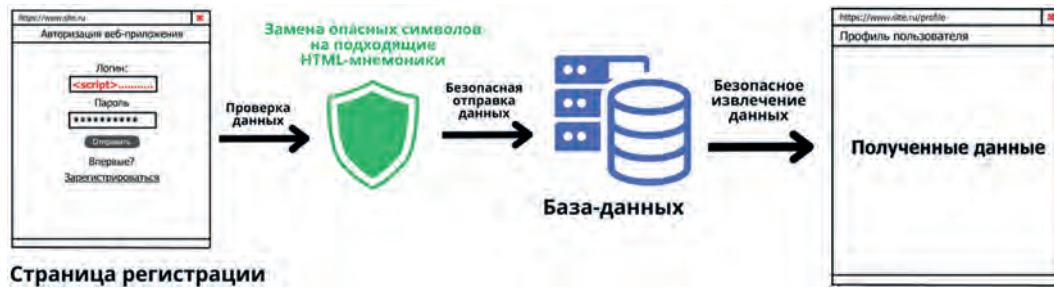 https://www.site.ru
Авторизация веб-приложения
Логин:
<script>...........
Пароль
**********
Отправить
Впервые?
Зарегистрироваться
Страница регистрации
Проверка
данных
Замена опасных символов
на подходящие
HTML-мнемоники
Безопасная
отправка
данных
База-данных
Безопасное
извлечение
данных
https://www.site.ru/profile
Профиль пользователя
Полученные данные